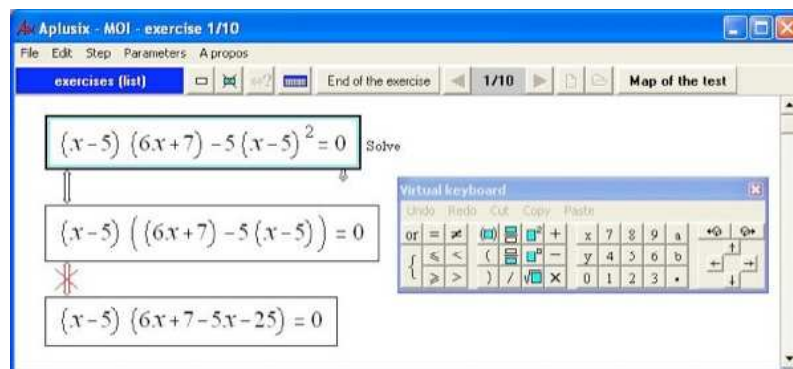 Aplusix - MOI - exercise 1/10
File Edit Step Parameters A propos
exercises (list) End of the exercise 1/10 Map of the test
(x-5) (6x+7) -5(x-5)² = 0 Solve
(x-5) ((6x+7) -5(x-5)) = 0
(x-5) (6x+7-5x-25) = 0
Virtual keyboard
Undo Redo Cut Copy Paste
or = ≠ + x 7 8 9 a
{ ⩽ < ( − y 4 5 6 b
⩾ > ) / √ × 0 1 2 3 •